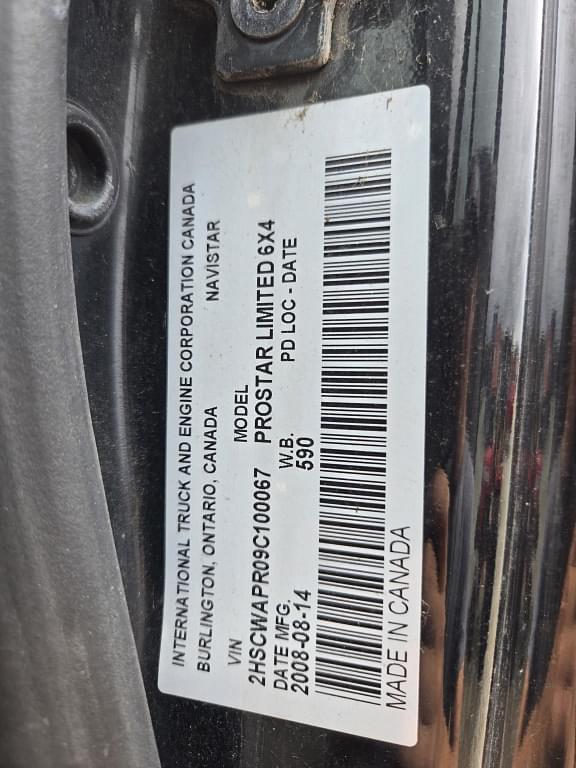 INTERNATIONAL TRUCK AND ENGINE CORPORATION CANADA
BURLINGTON, ONTARIO, CANADA NAVISTAR
VIN MODEL
2HSCWAPR09C100067 PROSTAR LIMITED 6X4
DATE MFG, W.B. PD LOC - DATE
2008-08-14 590
MADE IN CANADA